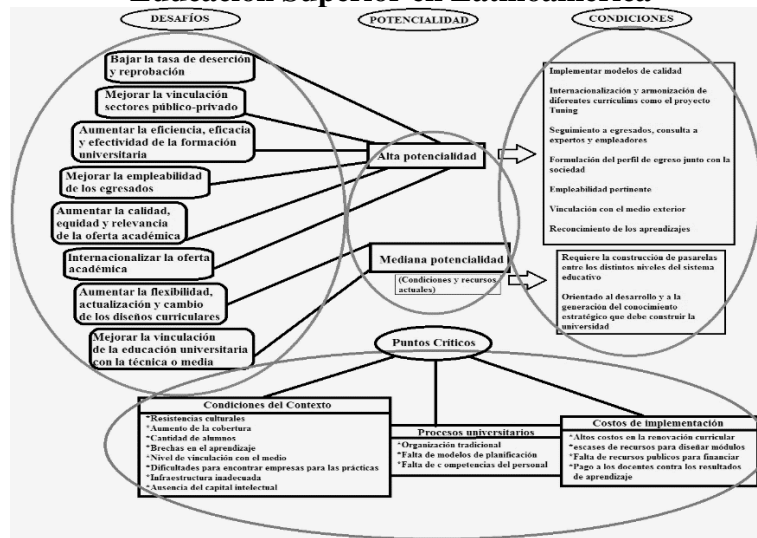 Educación Superior en Latinoamérica
DESAFÍOS
POTENCIALIDAD
CONDICIONES
Bajar la tasa de deserción
y reprobación
Mejorar la vinculación
sectores público-privado
Aumentar la eficiencia, eficacia
y efectividad de la formación
universitaria
Mejorar la empleabilidad
de los egresados
Aumentar la calidad,
equidad y relevancia
de la oferta académica
Internacionalizar la oferta
académica
Aumentar la flexibilidad,
actualización y cambio
de los diseños curriculares
Mejorar la vinculación
de la educación universitaria
con la técnica o media
Alta potencialidad
Mediana potencialidad
(Condiciones y recursos
actuales)
Implementar modelos de calidad
Internacionalización y armonización de
diferentes currículims como el proyecto
Tuning
Seguimiento a egresados, consulta a
expertos y empleadores
Formulación del perfil de egreso junto con la
sociedad
Empleabilidad pertinente
Vinculación con el medio exterior
Reconcimiento de los aprendizajes
Requiere la construcción de pasarelas
entre los distintos niveles del sistema
educativo
Orientado al desarrollo y a la
generación del conocimiento
estratégico que debe construir la
universidad
Puntos Críticos
Condiciones del Contexto
*Resistencias culturales
*Aumento de la cobertura
*Cantidad de alumnos
*Brechas en el aprendizaje
*Nivel de vinculación con el medio
*Dificultades para encontrar empresas para las prácticas
*Infraestructura inadecuada
*Ausencia del capital intelectual
Procesos universitarios
*Organización tradicional
*Falta de modelos de planificación
*Falta de c ompetencias del personal
Costos de implementación
*Altos costos en la renovación curricular
*escases de recursos para diseñar módulos
*Falta de recursos publicos para financiar
*Pago a los docentes contra los resultados
de aprendizaje